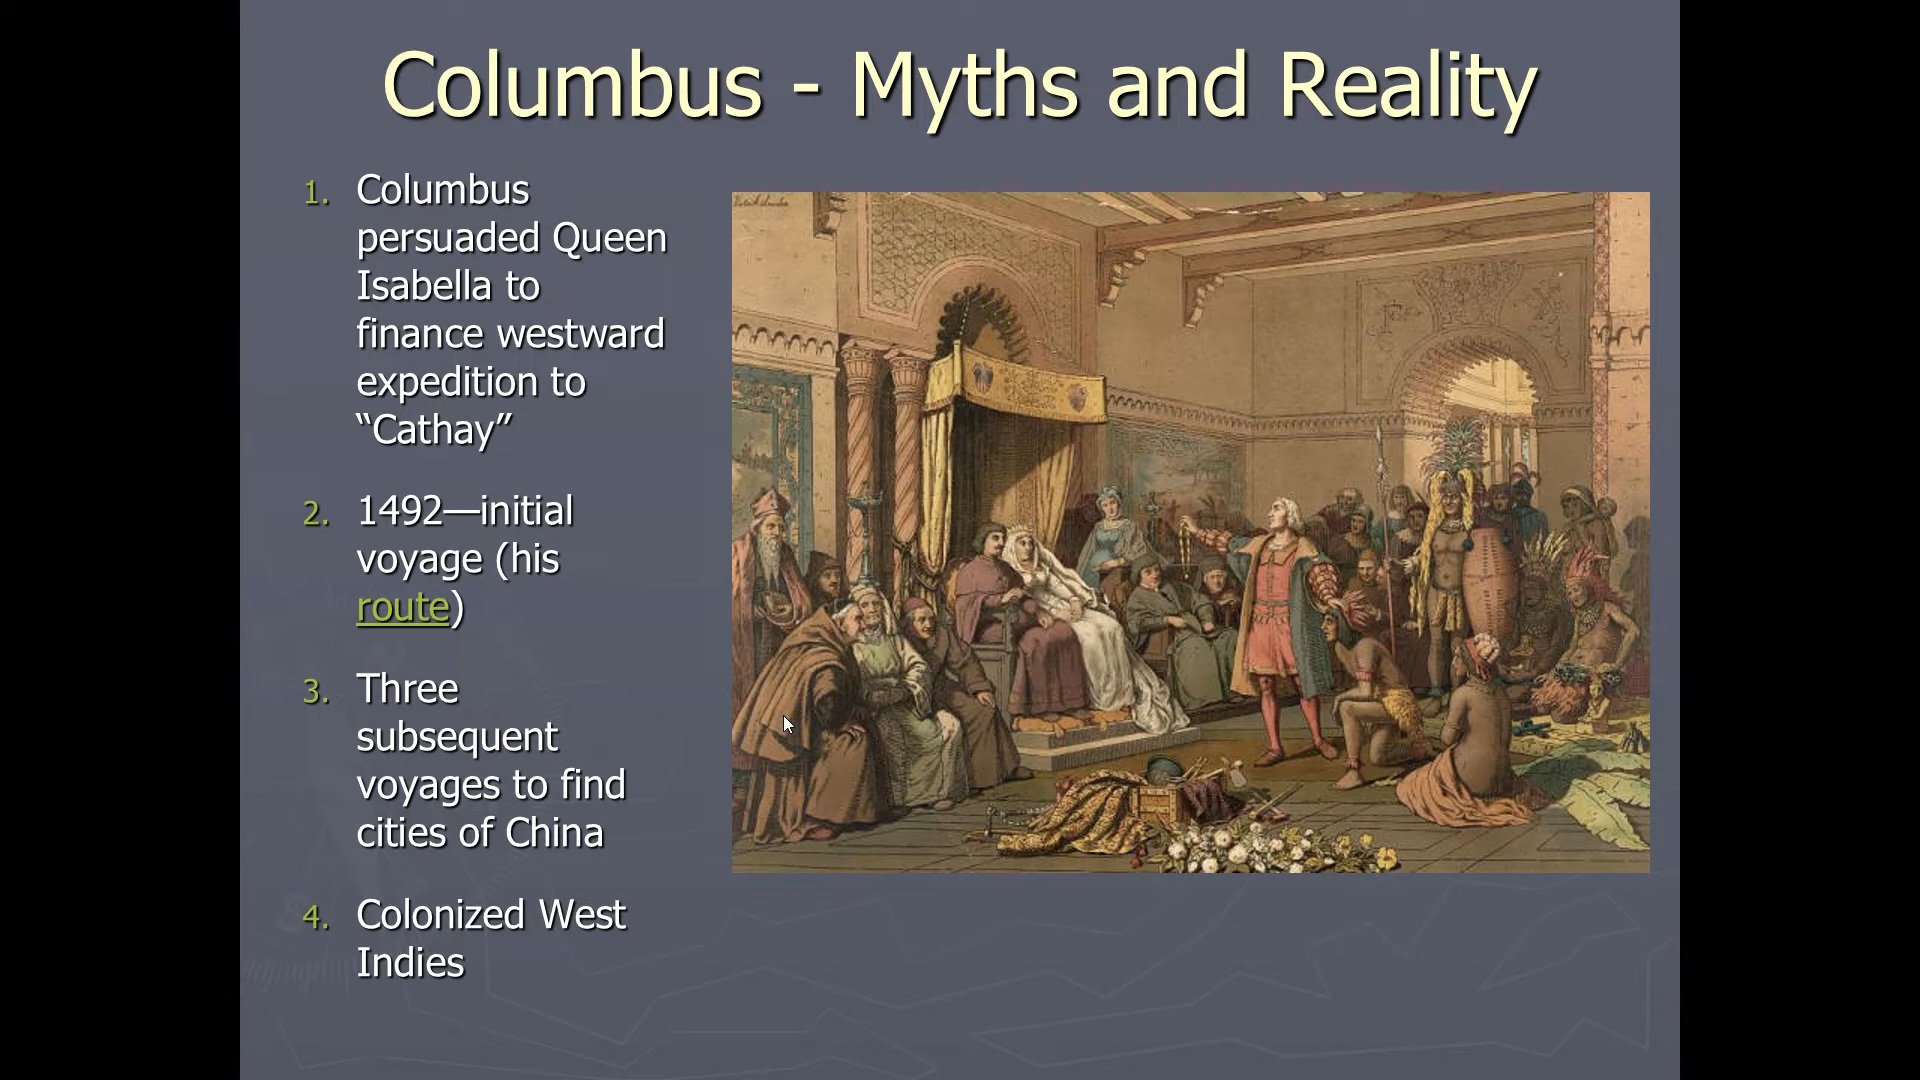 Columbus - Myths and Reality
1. Columbus
persuaded Queen
Isabella to
finance westward
expedition to
“Cathay”
2. 1492—initial
voyage (his
route)
3. Three
subsequent
voyages to find
cities of China
4. Colonized West
Indies